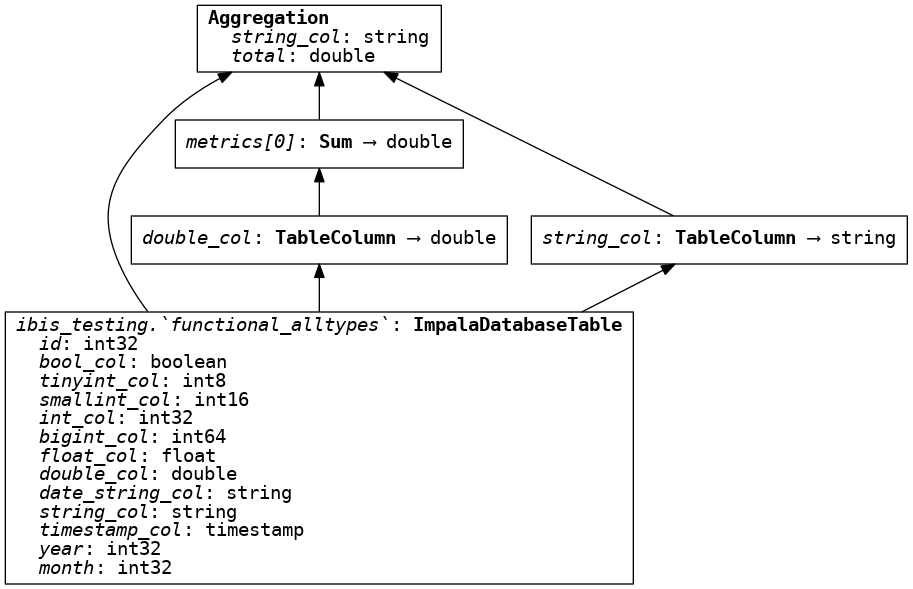 Aggregation
string_col: string
total: double
metrics[0]: Sum → double
double_col: TableColumn → double
string_col: TableColumn → string
ibis_testing.`functional_alltypes`: ImpalaDatabaseTable
id: int32
bool_col: boolean
tinyint_col: int8
smallint_col: int16
int_col: int32
bigint_col: int64
float_col: float
double_col: double
date_string_col: string
string_col: string
timestamp_col: timestamp
year: int32
month: int32